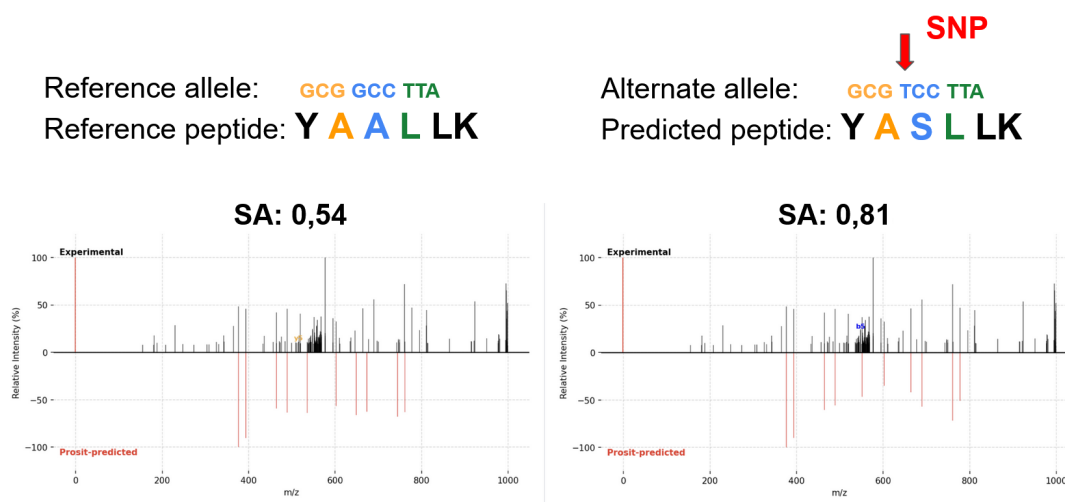 SNP
Reference allele: GCG GCC TTA
Reference peptide: Y A A L LK
Alternate allele: GCG TCC TTA
Predicted peptide: Y A S L LK
SA: 0,54
Experimental
100
50
0
−50
−100
Relative Intensity (%)
Prosit-predicted
0 200 400 600 800 1000
m/z
SA: 0,81
Experimental
100
50
0
−50
−100
Relative Intensity (%)
b5
Prosit-predicted
0 200 400 600 800 1000
m/z